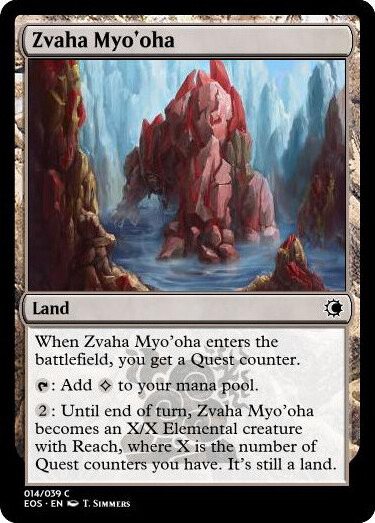 Zvaha Myo'oha
Land
When Zvaha Myo'oha enters the
battlefield, you get a Quest counter.
: Add to your mana pool.
2: Until end of turn, Zvaha Myo'oha
becomes an X/X Elemental creature
with Reach, where X is the number of
Quest counters you have. It's still a land.
014/039 C
EOS • EN T. Simmers